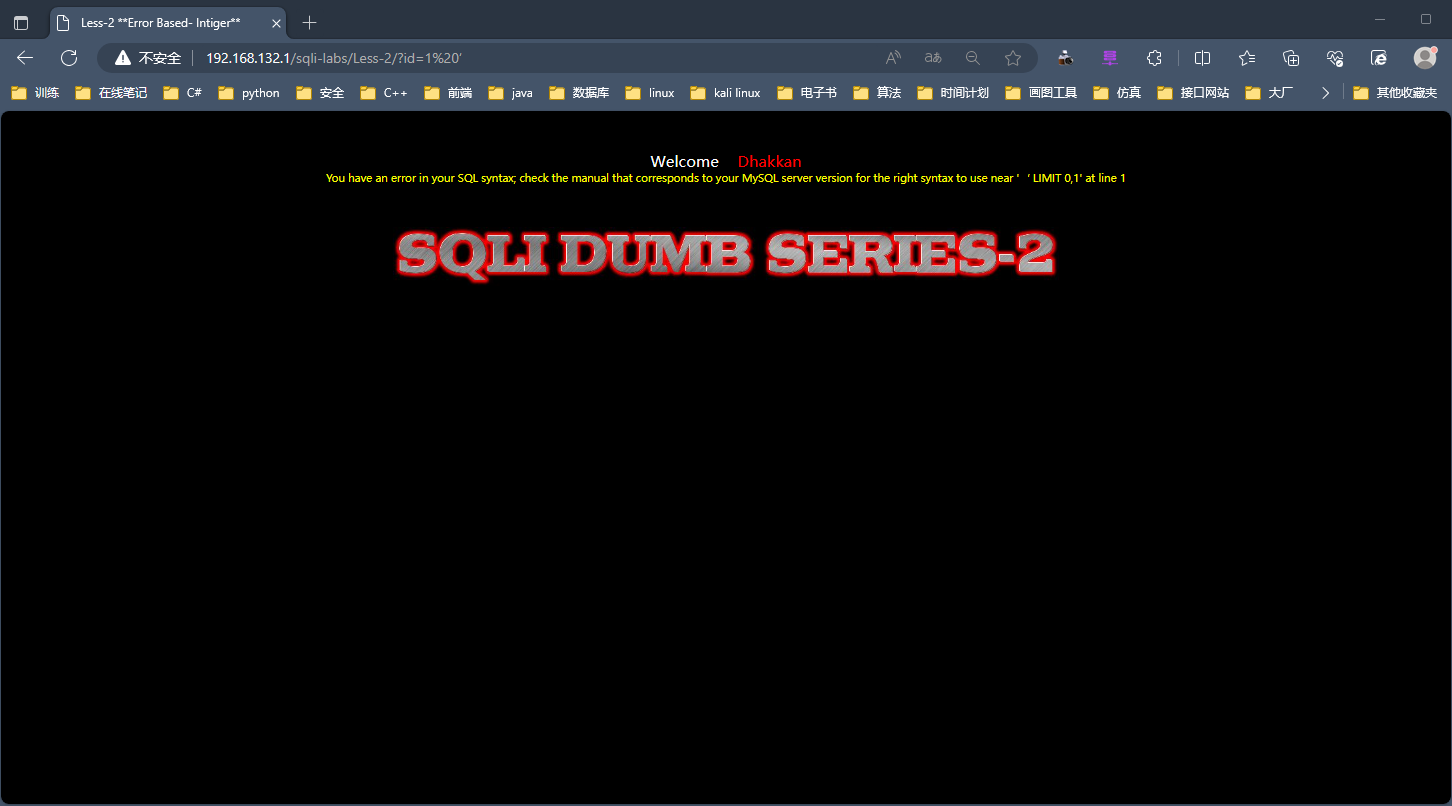 Less-2 **Error Based- Intiger**
不安全 192.168.132.1/sqli-labs/Less-2/?id=1%20'
训练 在线笔记 C# python 安全 C++ 前端 java 数据库 linux kali linux 电子书 算法 时间计划 画图工具 仿真 接口网站 大厂 其他收藏夹
Welcome Dhakkan
You have an error in your SQL syntax; check the manual that corresponds to your MySQL server version for the right syntax to use near ' ‘ LIMIT 0,1' at line 1
SQLI DUMB SERIES-2